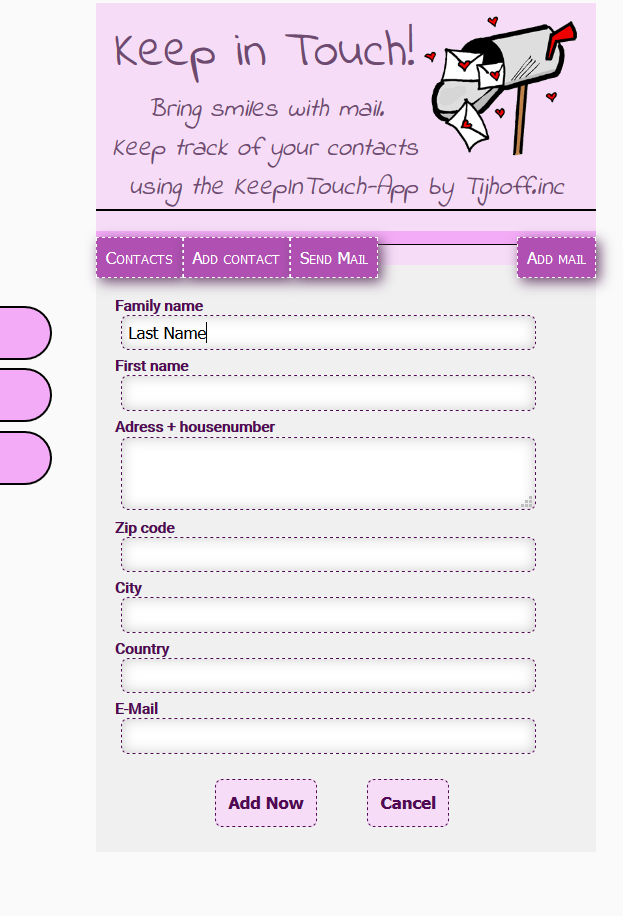 Keep in Touch!
Bring smiles with mail.
Keep track of your contacts
using the KeepInTouch-App by Tijhoff.inc
Contacts Add contact Send Mail Add mail
Family name
Last Name
First name
Adress + housenumber
Zip code
City
Country
E-Mail
Add Now Cancel